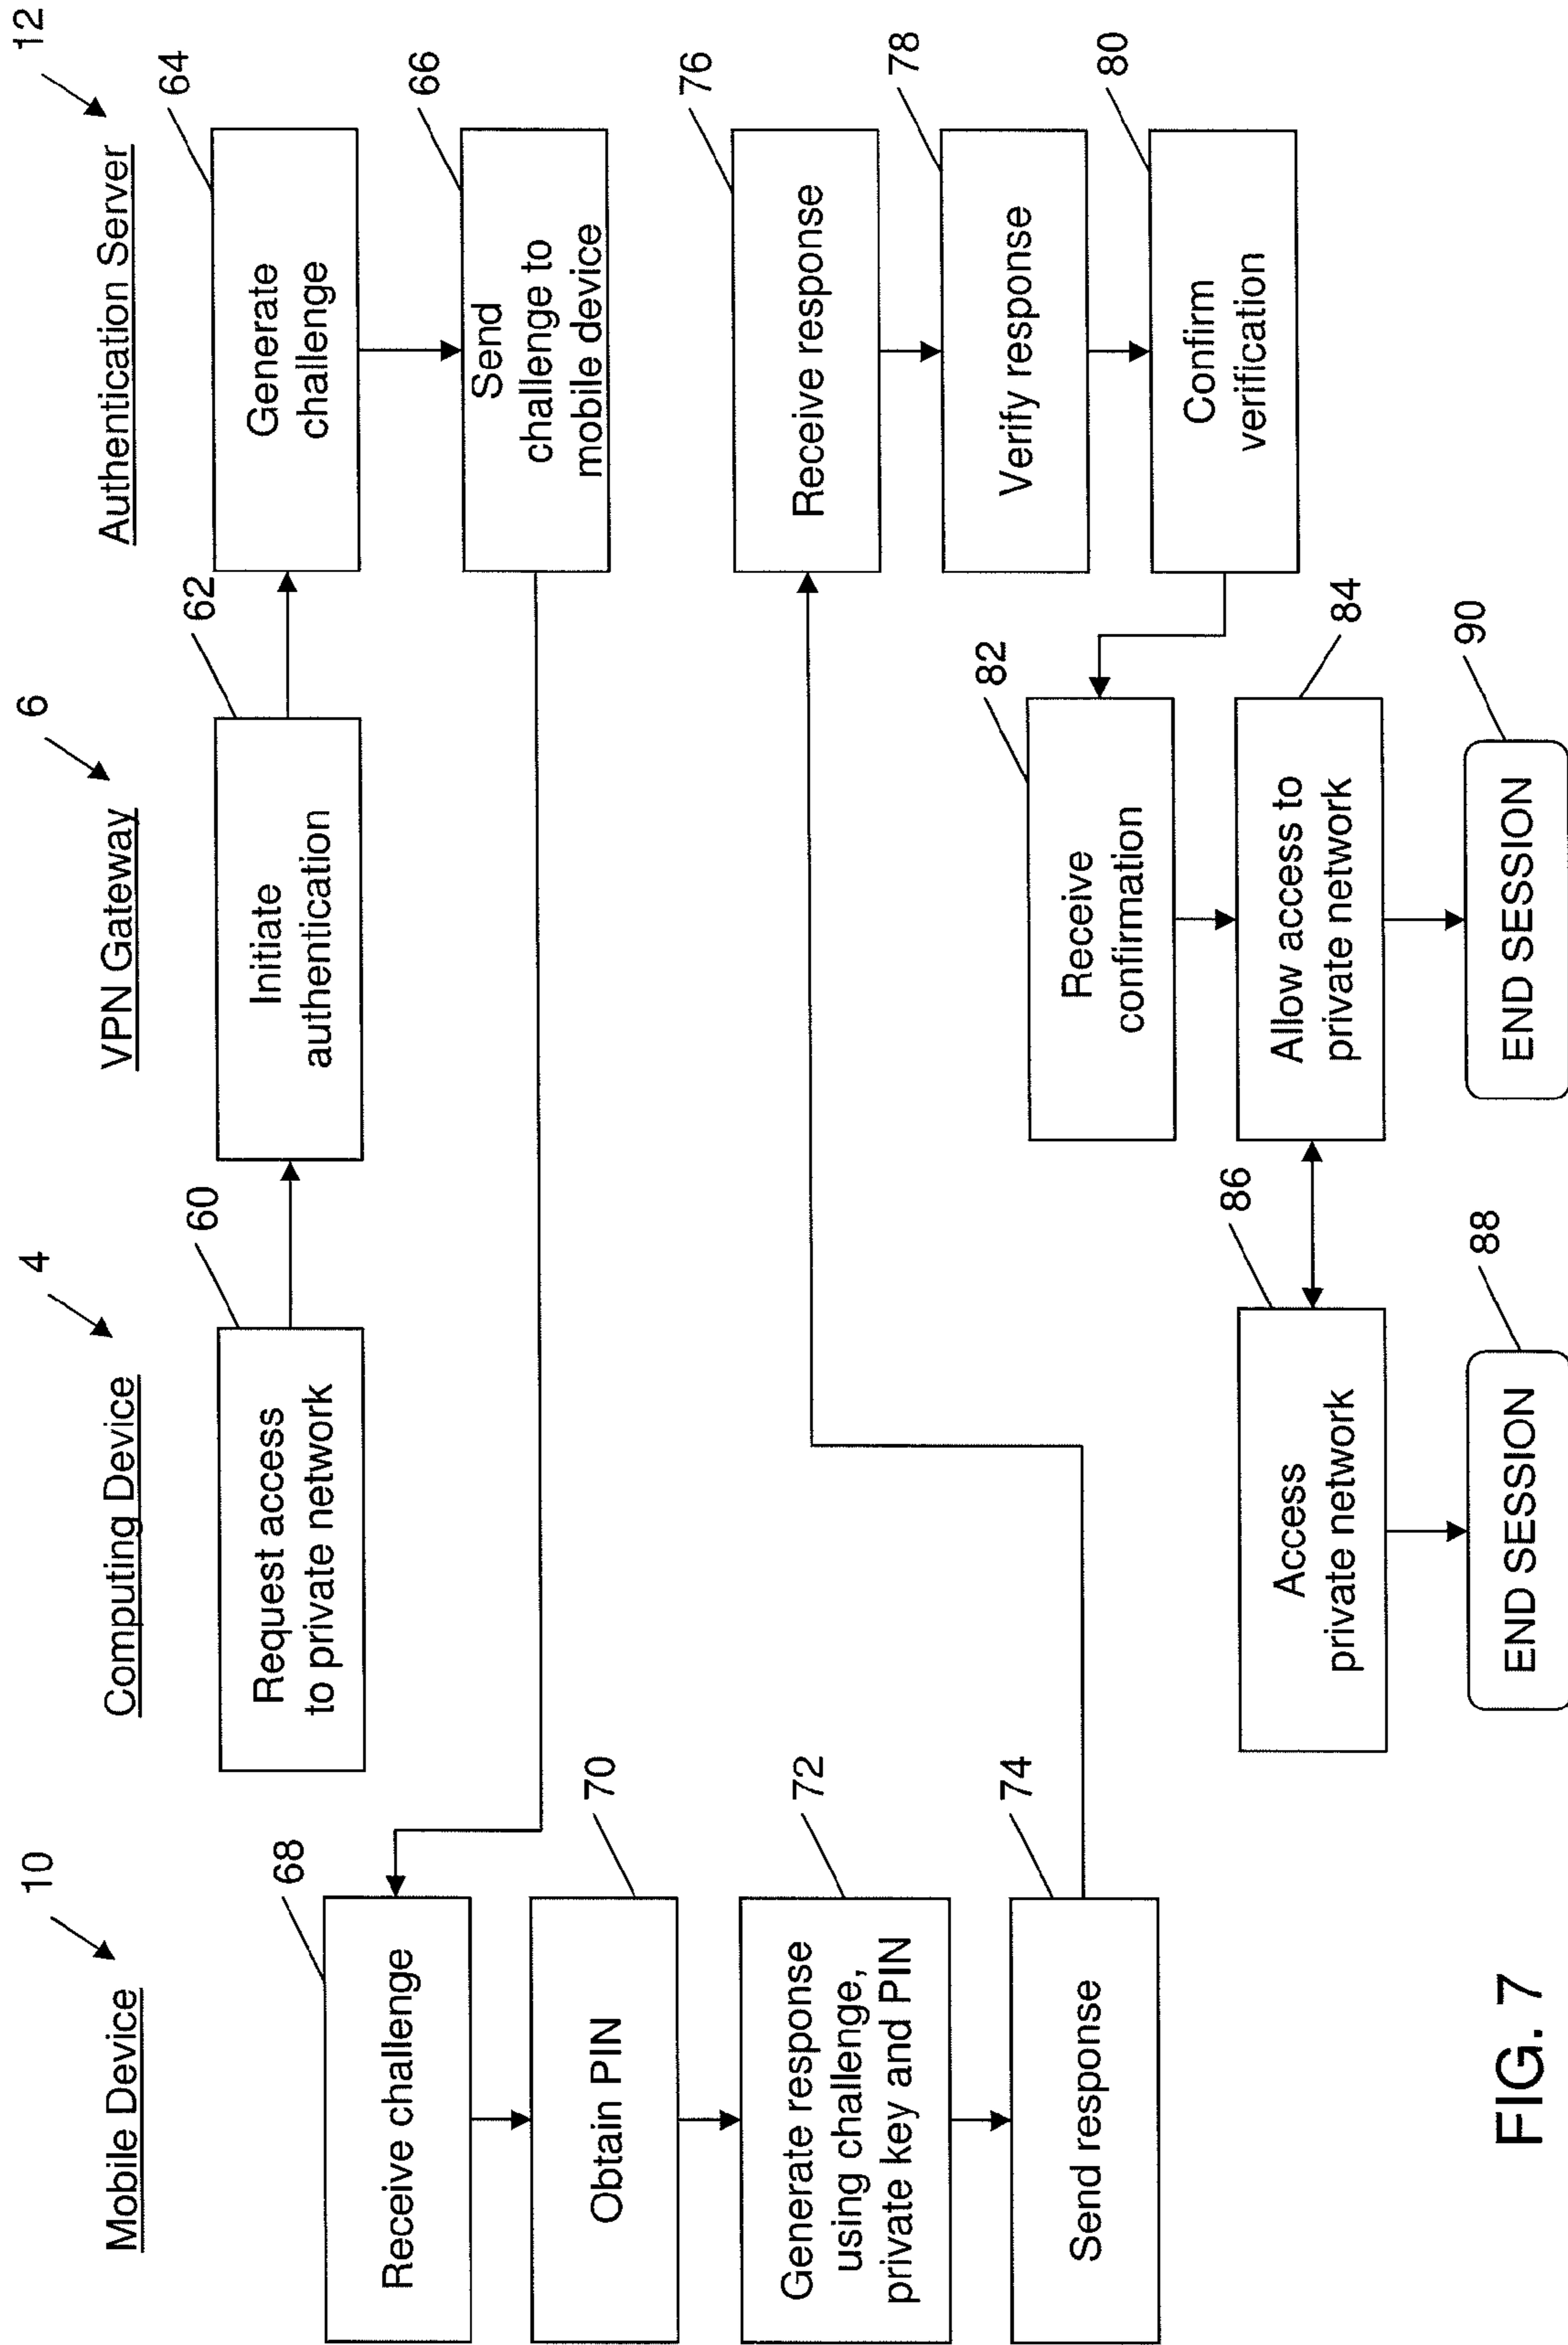 10
Mobile Device
4
Computing Device
6
VPN Gateway
12
Authentication Server
60
Request access
to private network
62
Initiate
authentication
64
Generate
challenge
66
Send
challenge to
mobile device
68
Receive challenge
70
Obtain PIN
72
Generate response
using challenge,
private key and PIN
74
Send response
76
Receive response
78
Verify response
80
Confirm
verification
82
Receive
confirmation
84
Allow access to
private network
86
Access
private network
88
END SESSION
90
END SESSION
FIG. 7